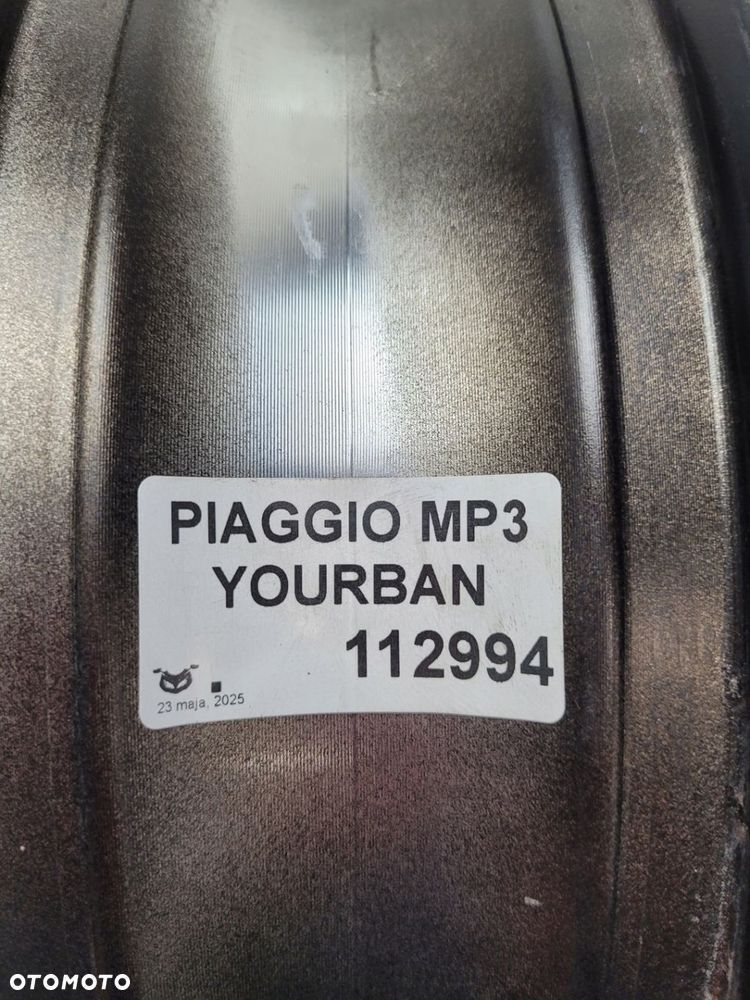 PIAGGIO MP3
YOURBAN
112994
23 maja, 2025
OTOMOTO